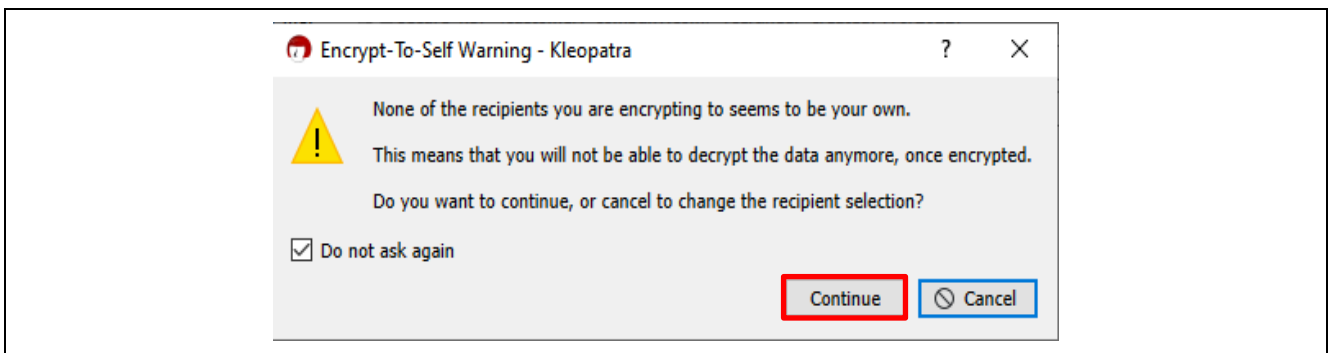 Encrypt-To-Self Warning - Kleopatra ?
None of the recipients you are encrypting to seems to be your own.
This means that you will not be able to decrypt the data anymore, once encrypted.
Do you want to continue, or cancel to change the recipient selection?
Do not ask again
Continue Cancel